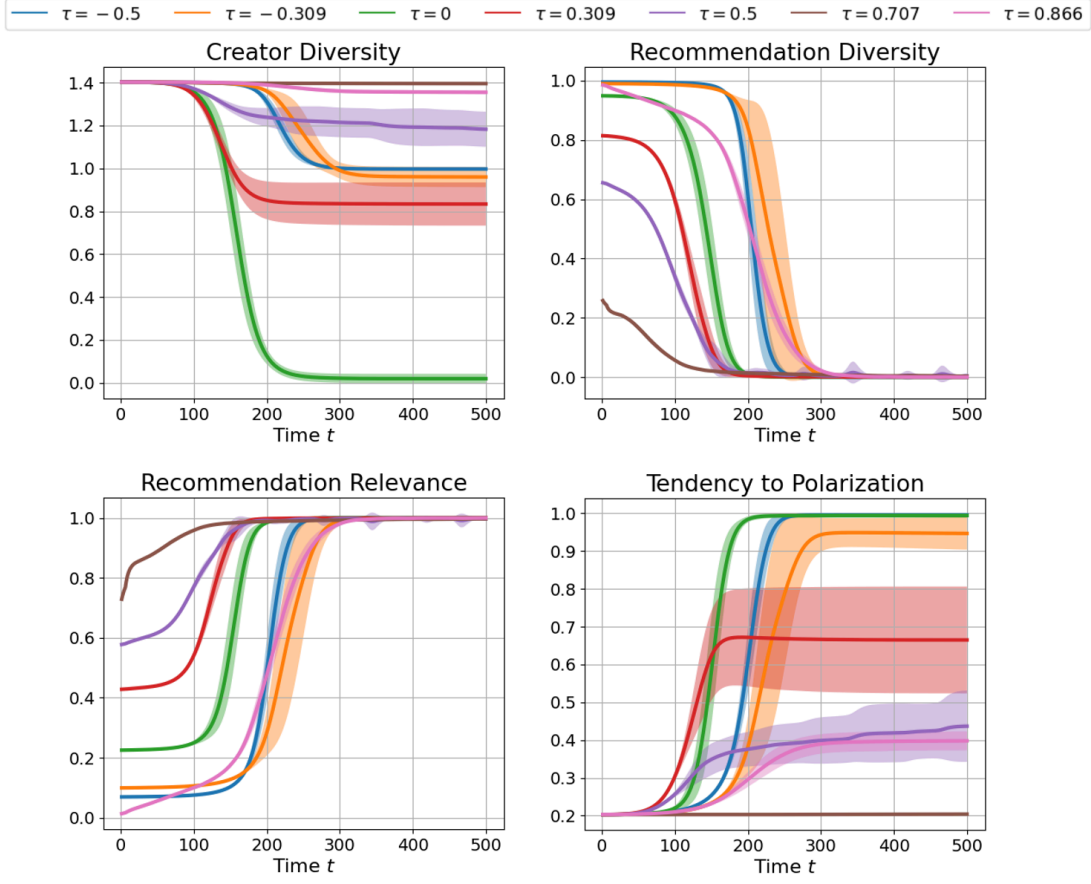 τ = −0.5 τ = −0.309 τ = 0 τ = 0.309 τ = 0.5 τ = 0.707 τ = 0.866
Creator Diversity
1.4
1.2
1.0
0.8
0.6
0.4
0.2
0.0
0 100 200 300 400 500
Time t
Recommendation Diversity
1.0
0.8
0.6
0.4
0.2
0.0
0 100 200 300 400 500
Time t
Recommendation Relevance
1.0
0.8
0.6
0.4
0.2
0.0
0 100 200 300 400 500
Time t
Tendency to Polarization
1.0
0.9
0.8
0.7
0.6
0.5
0.4
0.3
0.2
0 100 200 300 400 500
Time t